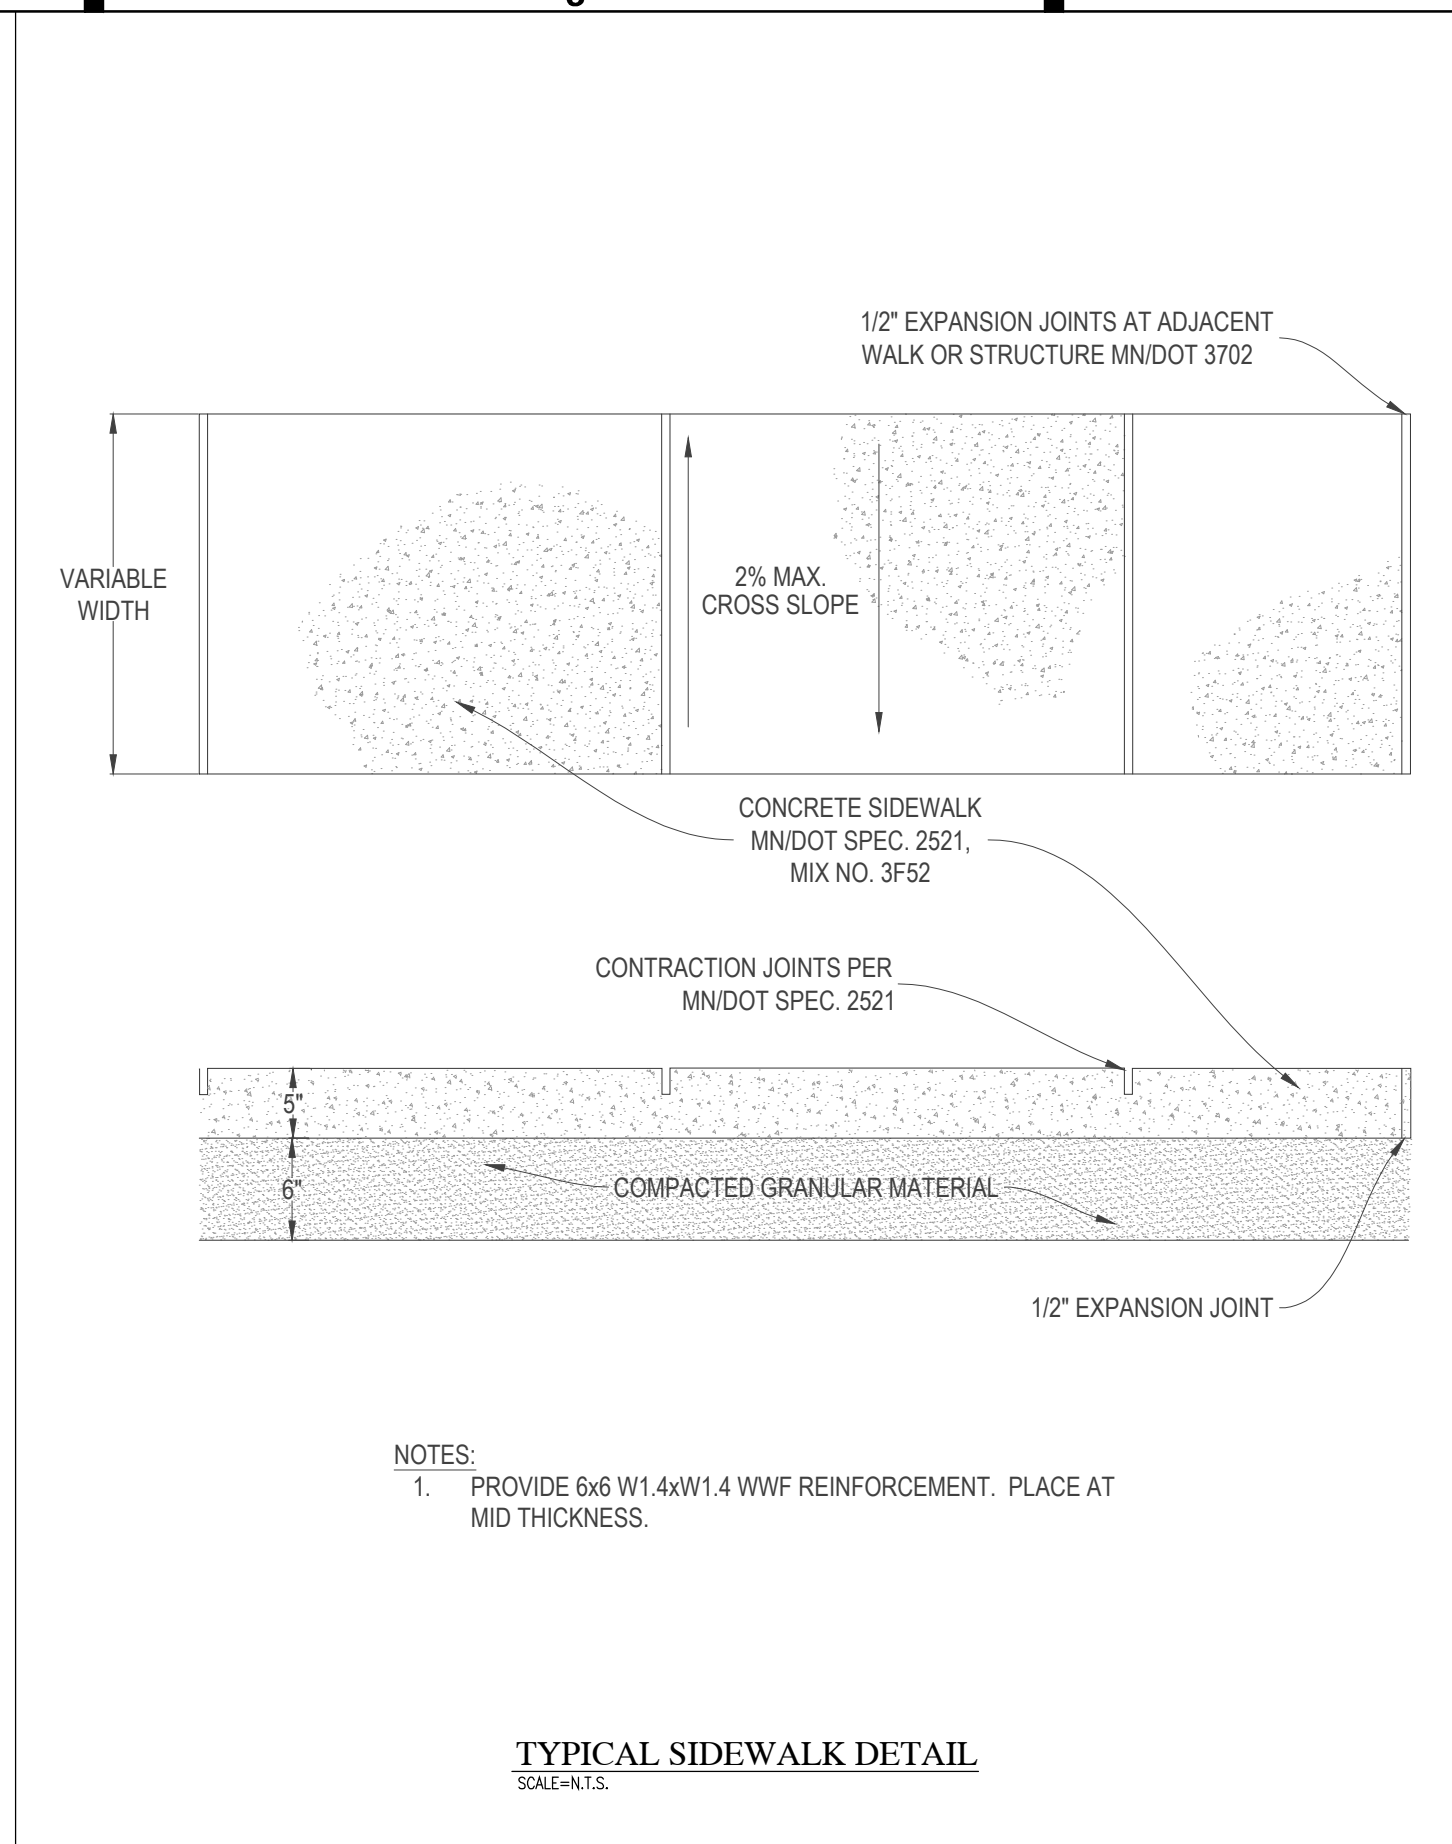 1/2" EXPANSION JOINTS AT ADJACENT
WALK OR STRUCTURE MN/DOT 3702
VARIABLE
WIDTH
2% MAX.
CROSS SLOPE
CONCRETE SIDEWALK
MN/DOT SPEC. 2521,
MIX NO. 3F52
CONTRACTION JOINTS PER
MN/DOT SPEC. 2521
5"
6"
COMPACTED GRANULAR MATERIAL
1/2" EXPANSION JOINT
NOTES:
1. PROVIDE 6x6 W1.4xW1.4 WWF REINFORCEMENT. PLACE AT
MID THICKNESS.
TYPICAL SIDEWALK DETAIL
SCALE=N.T.S.